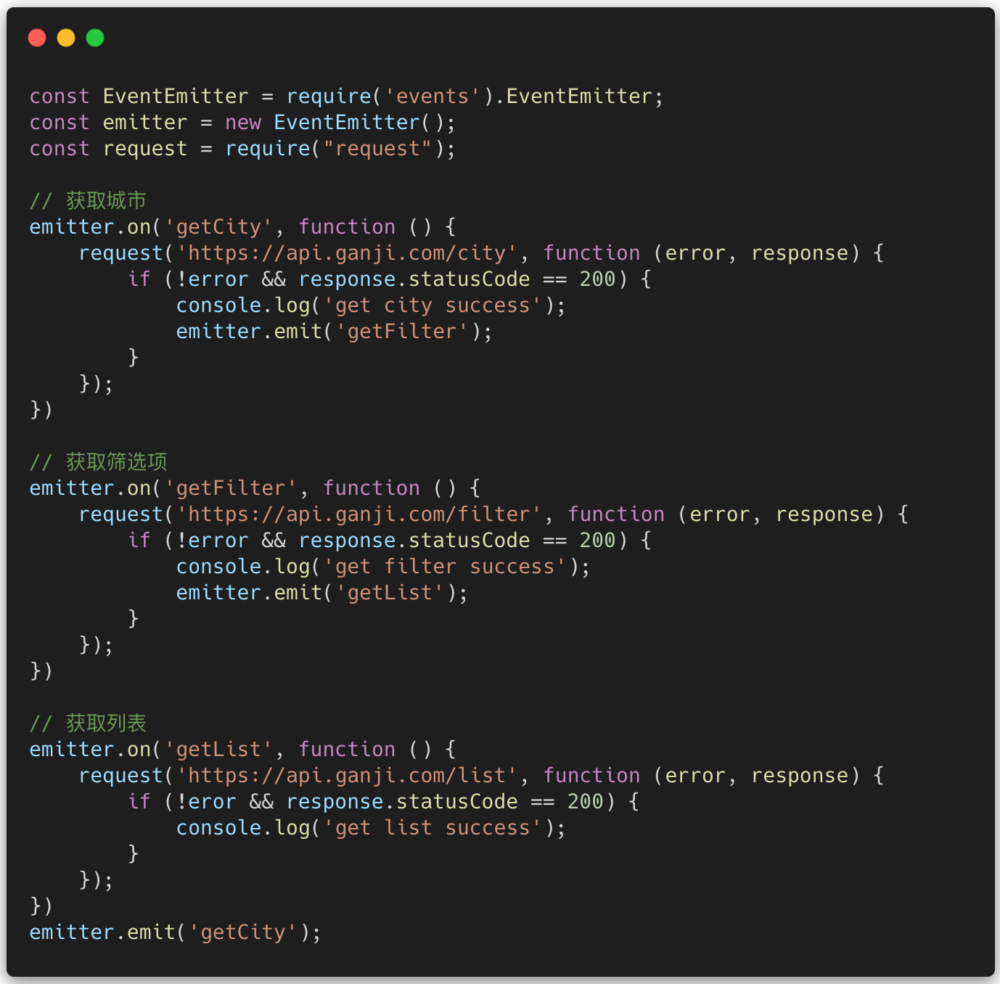 const EventEmitter = require('events').EventEmitter;
const emitter = new EventEmitter();
const request = require("request");

// 获取城市
emitter.on('getCity', function () {
    request('https://api.ganji.com/city', function (error, response) {
        if (!error && response.statusCode == 200) {
            console.log('get city success');
            emitter.emit('getFilter');
        }
    });
})

// 获取筛选项
emitter.on('getFilter', function () {
    request('https://api.ganji.com/filter', function (error, response) {
        if (!error && response.statusCode == 200) {
            console.log('get filter success');
            emitter.emit('getList');
        }
    });
})

// 获取列表
emitter.on('getList', function () {
    request('https://api.ganji.com/list', function (error, response) {
        if (!eror && response.statusCode == 200) {
            console.log('get list success');
        }
    });
})
emitter.emit('getCity');